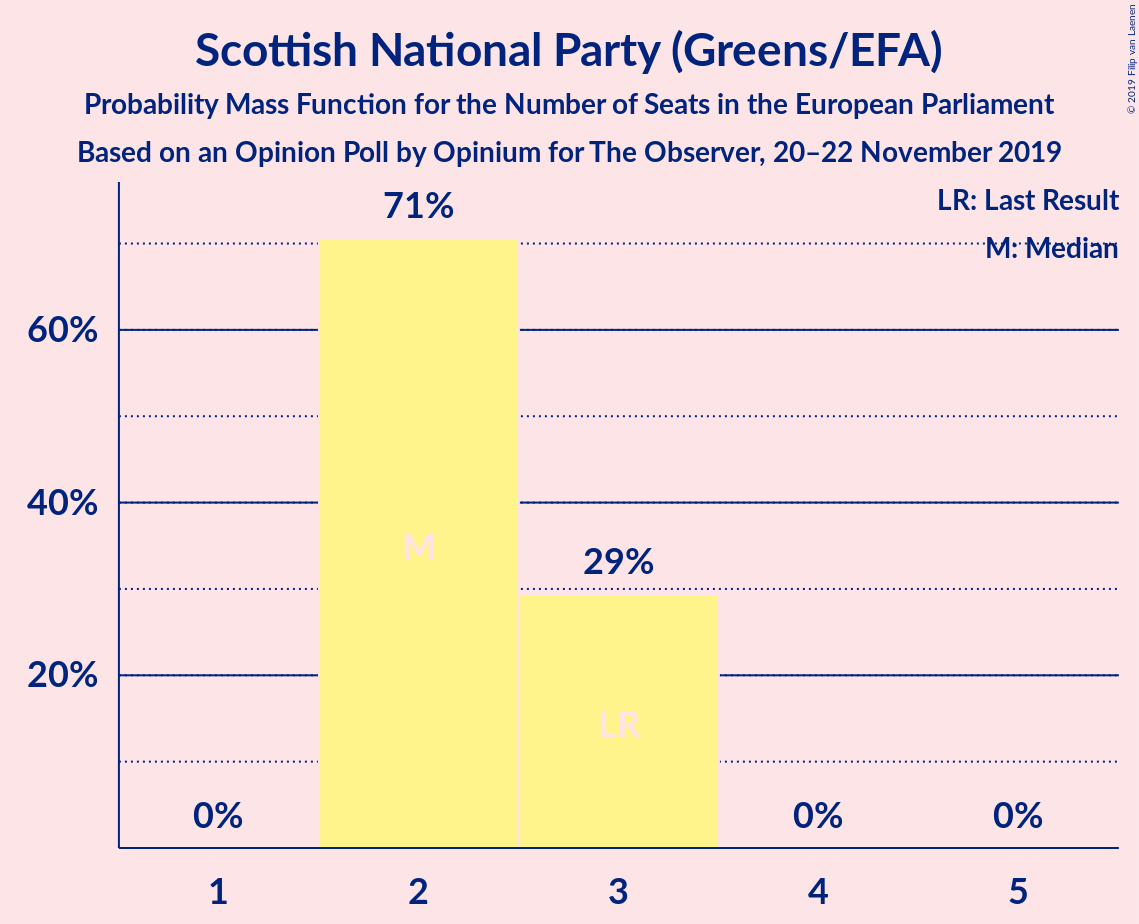 Scottish National Party (Greens/EFA)
Probability Mass Function for the Number of Seats in the European Parliament
Based on an Opinion Poll by Opinium for The Observer, 20–22 November 2019
© 2019 Filip van Laenen
LR: Last Result
M: Median
71%
60%
40%
M
29%
20%
LR
0%
0%
0%
1
2
3
4
5